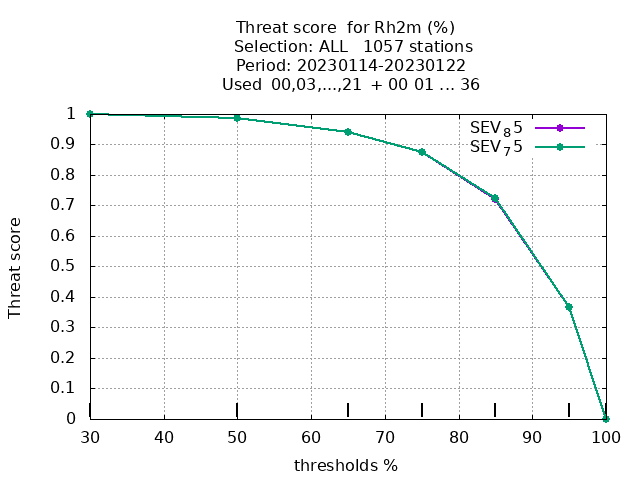 Threat score  for Rh2m (%)
Selection: ALL   1057 stations
Period: 20230114-20230122
Used  00,03,...,21  + 00 01 ... 36
SEV₈5
SEV₇5
1
0.9
0.8
0.7
0.6
0.5
0.4
0.3
0.2
0.1
0
Threat score
30 40 50 60 70 80 90 100
thresholds %